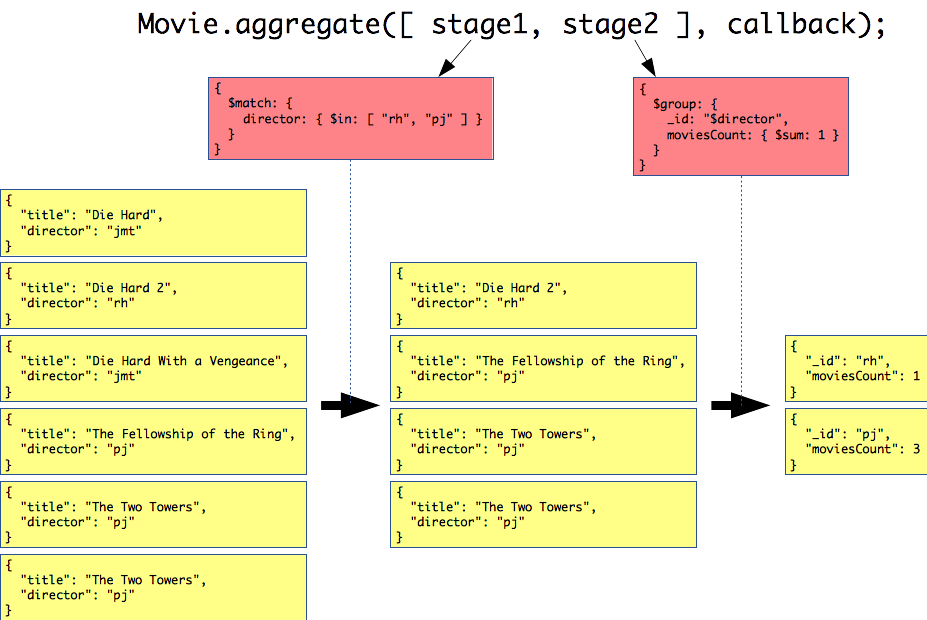 Movie.aggregate([ stage1, stage2 ], callback);
{
  $match: {
    director: { $in: [ "rh", "pj" ] }
  }
}
{
  $group: {
    _id: "$director",
    moviesCount: { $sum: 1 }
  }
}
{
  "title": "Die Hard",
  "director": "jmt"
}
{
  "title": "Die Hard 2",
  "director": "rh"
}
{
  "title": "Die Hard With a Vengeance",
  "director": "jmt"
}
{
  "title": "The Fellowship of the Ring",
  "director": "pj"
}
{
  "title": "The Two Towers",
  "director": "pj"
}
{
  "title": "The Two Towers",
  "director": "pj"
}
{
  "title": "Die Hard 2",
  "director": "rh"
}
{
  "title": "The Fellowship of the Ring",
  "director": "pj"
}
{
  "title": "The Two Towers",
  "director": "pj"
}
{
  "title": "The Two Towers",
  "director": "pj"
}
{
  "_id": "rh",
  "moviesCount": 1
}
{
  "_id": "pj",
  "moviesCount": 3
}